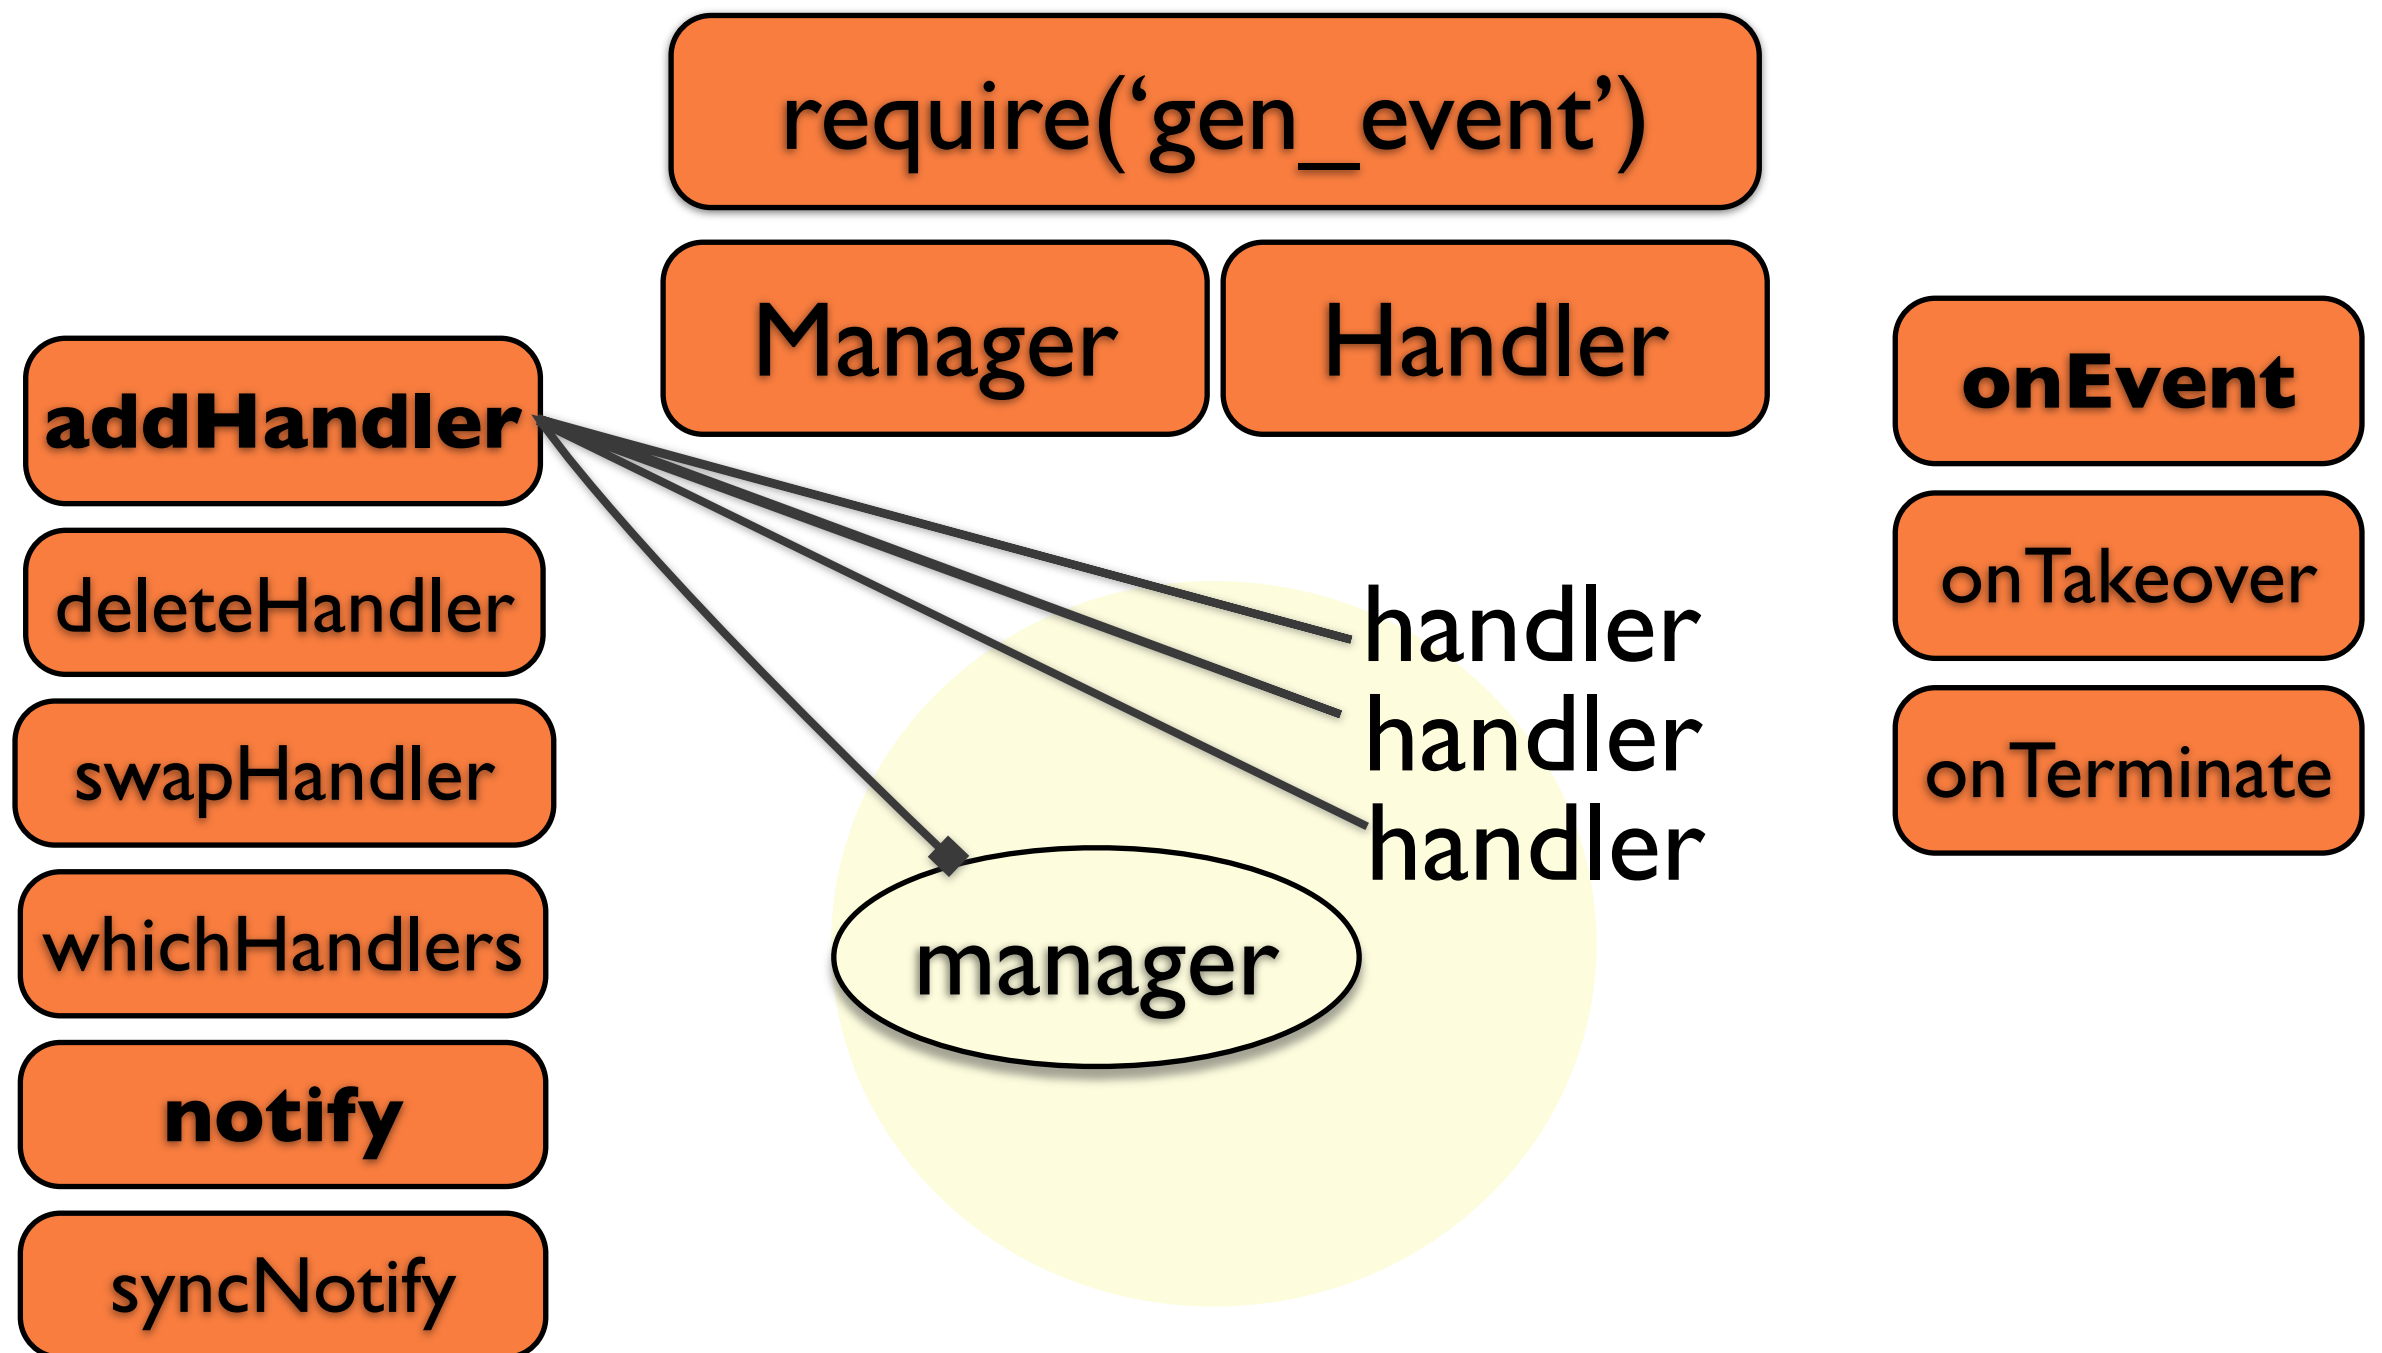 require(‘gen_event’)
Manager
Handler
addHandler
deleteHandler
swapHandler
whichHandlers
notify
syncNotify
handler
handler
handler
manager
onEvent
onTakeover
onTerminate